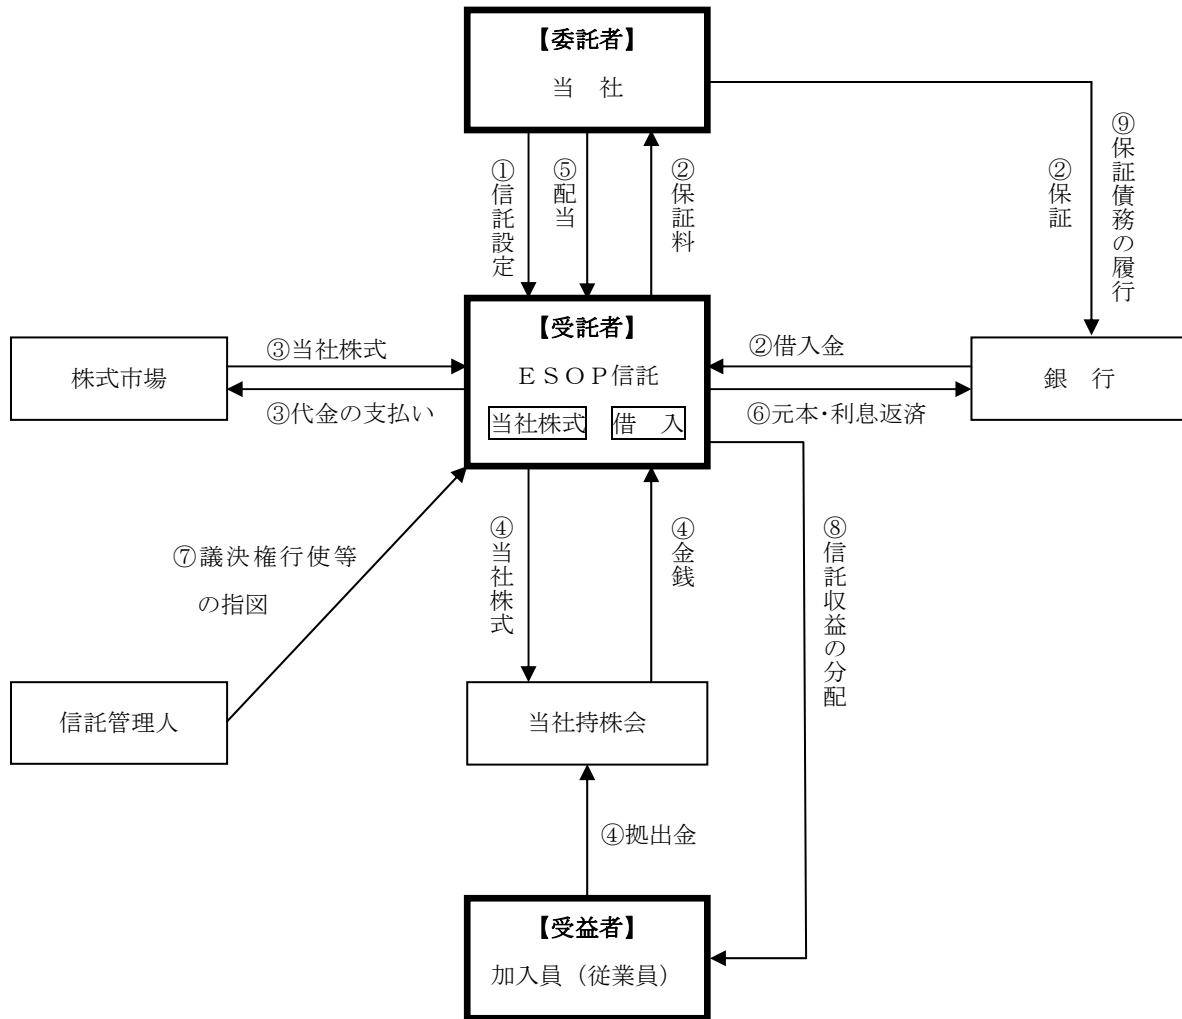 【委託者】
当　社
①信託設定
⑤配当
②保証料
②保証
⑨保証債務の履行
【受託者】
ＥＳＯＰ信託
当社株式
借　入
株式市場
③当社株式
③代金の支払い
②借入金
⑥元本･利息返済
銀　行
⑦議決権行使等
の指図
④当社株式
④金銭
⑧信託収益の分配
信託管理人
当社持株会
④拠出金
【受益者】
加入員（従業員）